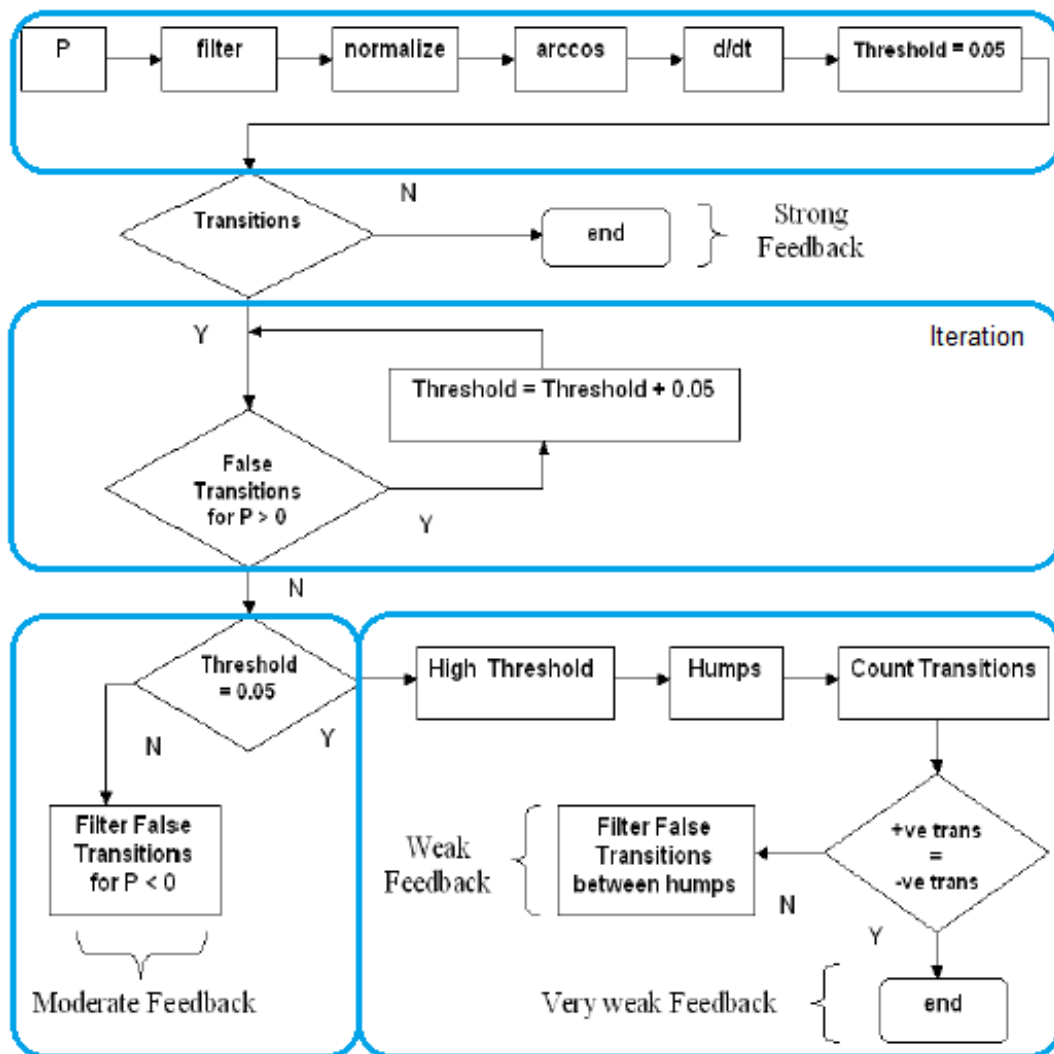 P
filter
normalize
arccos
d/dt
Threshold = 0.05
Transitions
N
end
Strong
Feedback
Y
Iteration
Threshold = Threshold + 0.05
False
Transitions
for P > 0
Y
N
Threshold
= 0.05
High Threshold
Humps
Count Transitions
N
Y
Filter False
Transitions
for P < 0
Moderate Feedback
Weak
Feedback
Filter False
Transitions
between humps
+ve trans
=
-ve trans
N
Y
Very weak Feedback
end